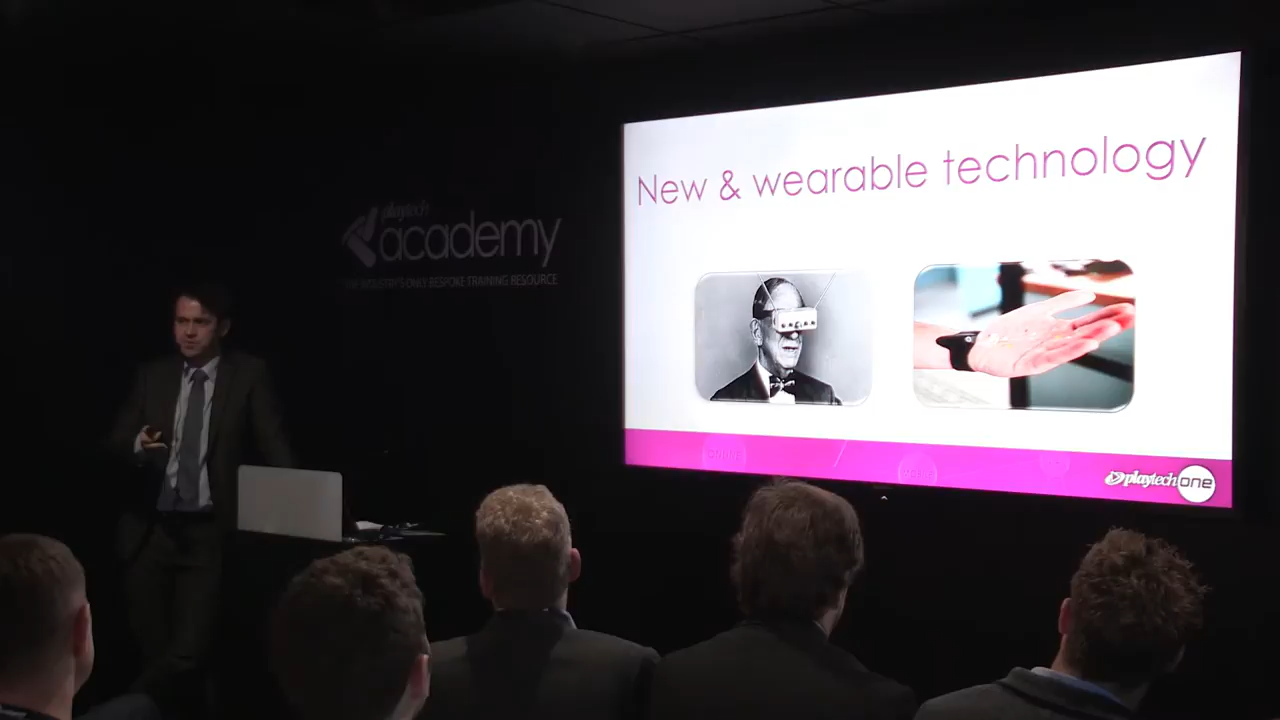 New & wearable technology
playtech
academy
THE INDUSTRY'S ONLY BESPOKE TRAINING RESOURCE
playtech one